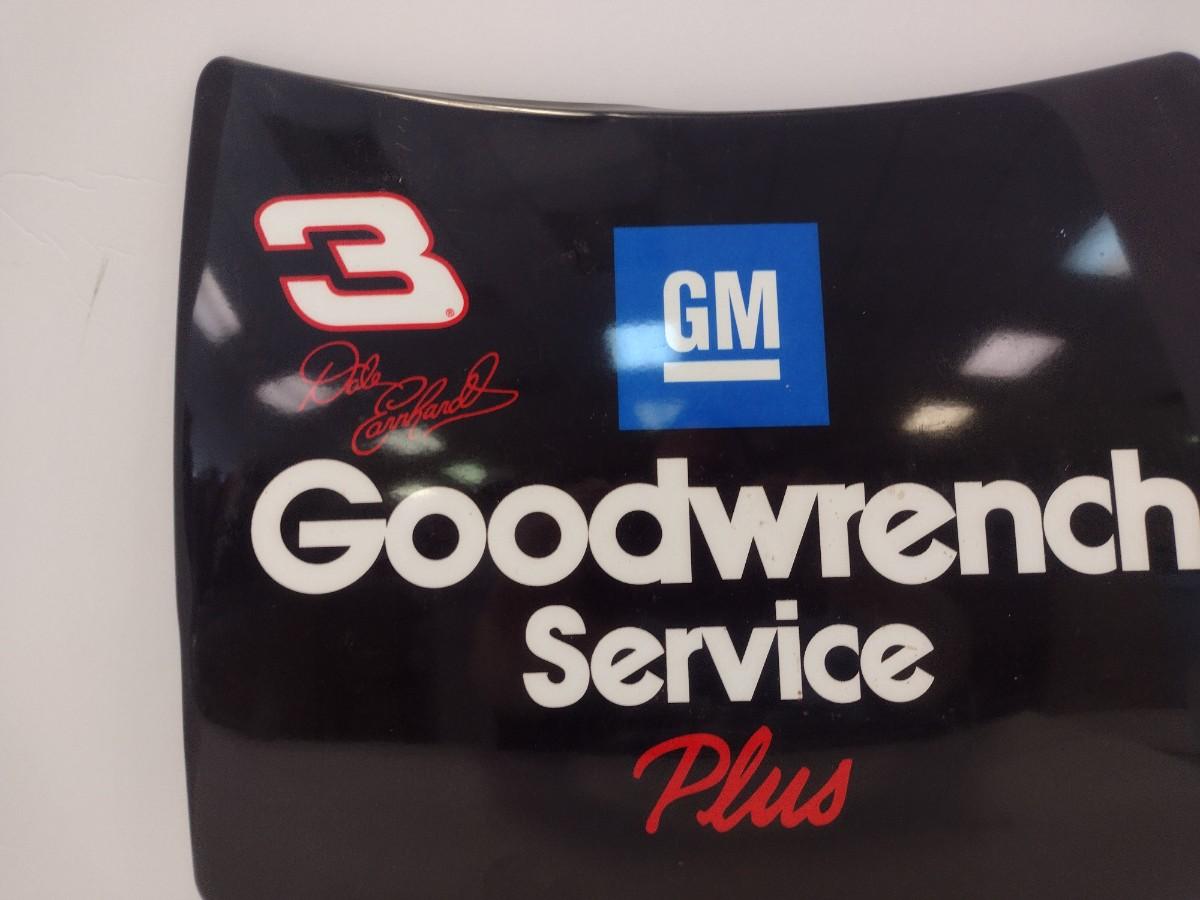 3®
Dale
Earnhardt
GM
Goodwrench
Service
Plus